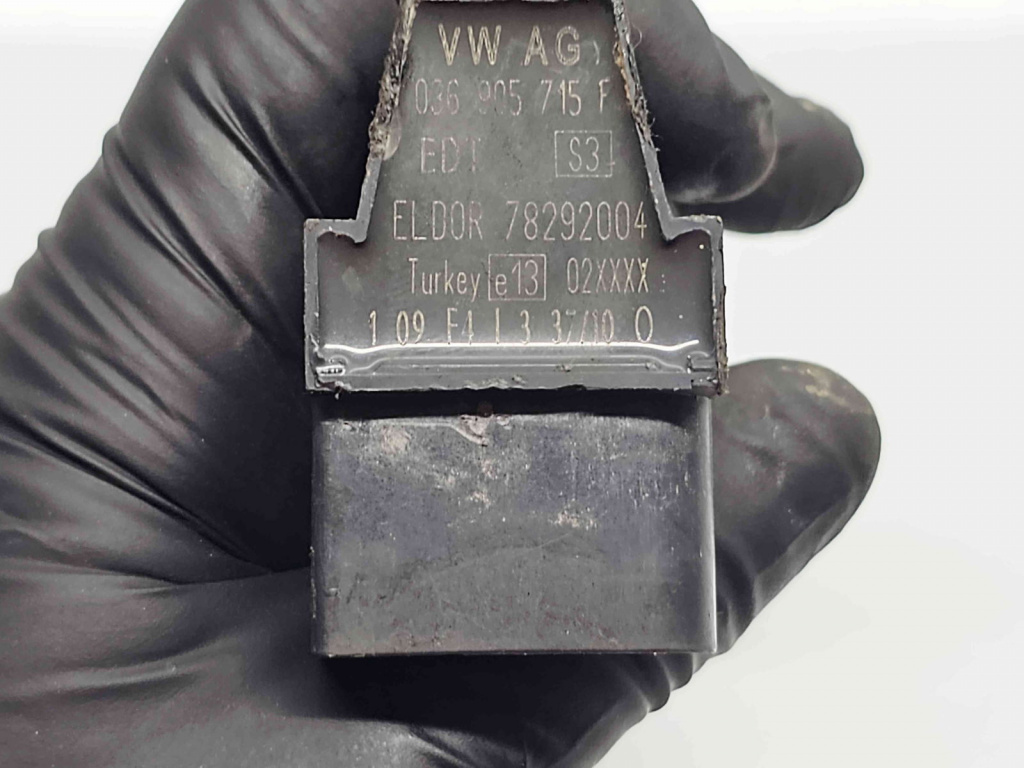 VW AG
036 905 715 F
EDT S3
ELDOR 78292004
Turkey e13 02XXXX
1 09 F4 1 3 37/10 O